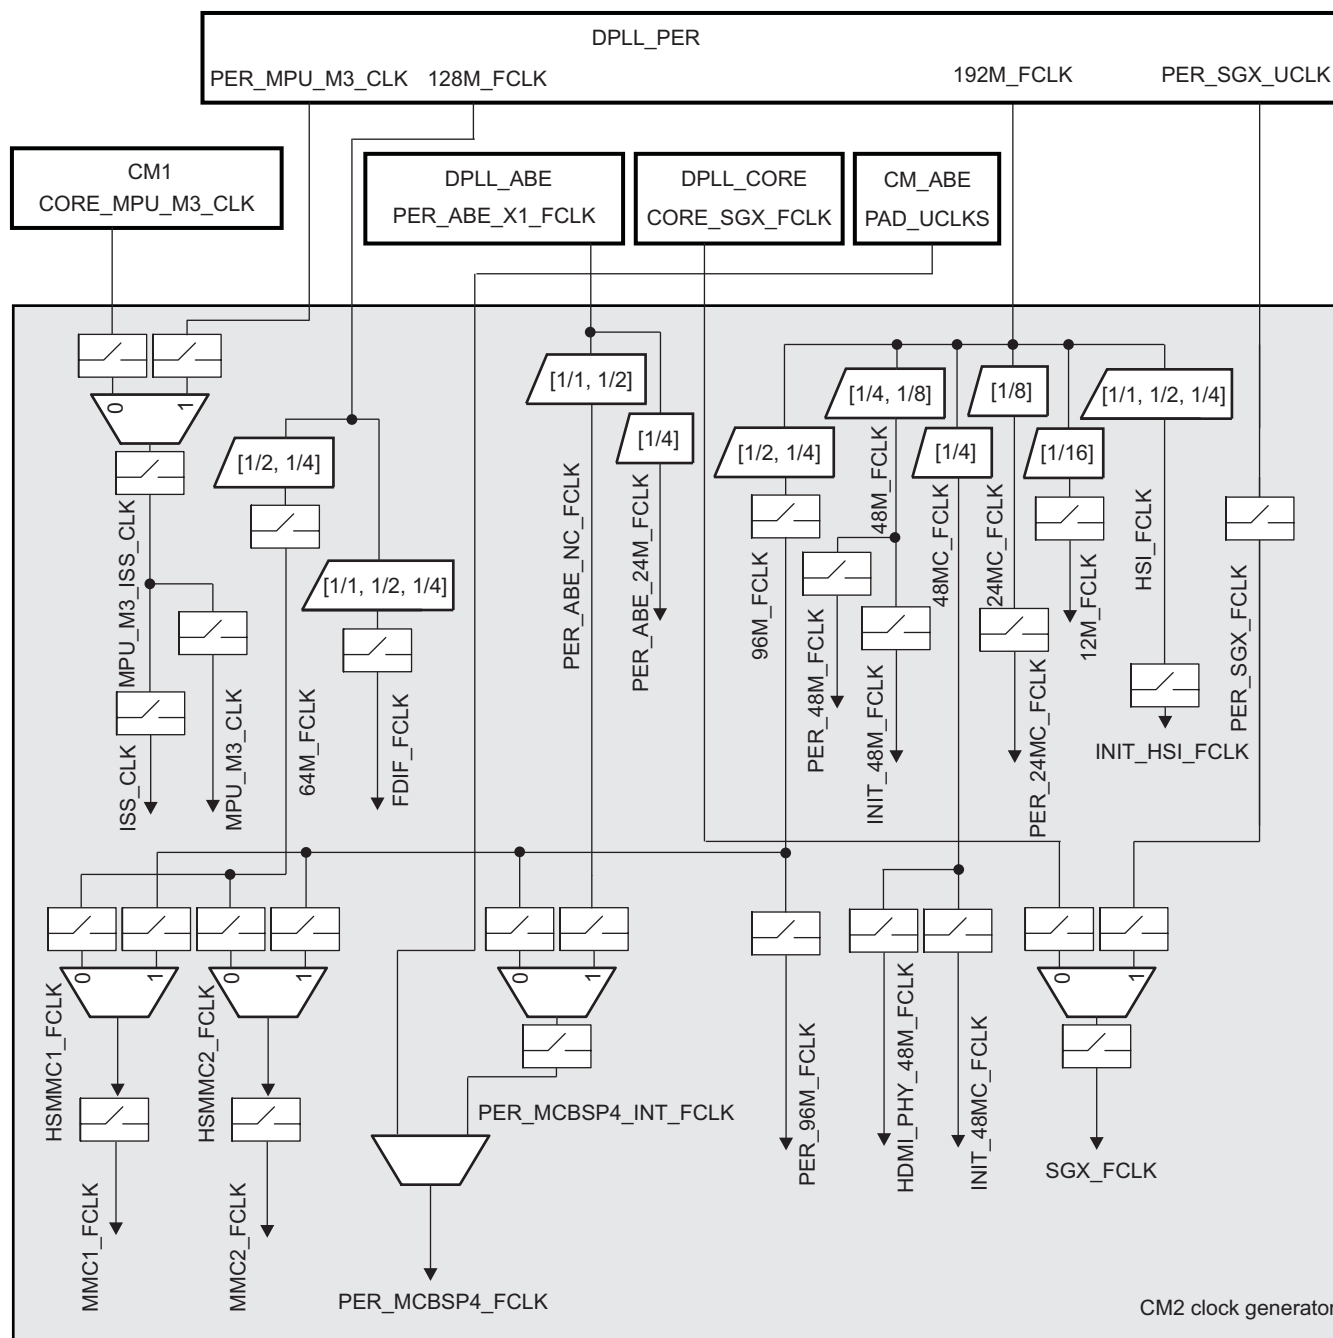 DPLL_PER
PER_MPU_M3_CLK
128M_FCLK
192M_FCLK
PER_SGX_UCLK
CM1
CORE_MPU_M3_CLK
DPLL_ABE
PER_ABE_X1_FCLK
DPLL_CORE
CORE_SGX_FCLK
CM_ABE
PAD_UCLKS
0
1
[1/2, 1/4]
[1/1, 1/2, 1/4]
[1/1, 1/2]
[1/4]
[1/2, 1/4]
[1/4, 1/8]
[1/4]
[1/8]
[1/16]
[1/1, 1/2, 1/4]
MPU_M3_ISS_CLK
ISS_CLK
MPU_M3_CLK
64M_FCLK
FDIF_FCLK
PER_ABE_NC_FCLK
PER_ABE_24M_FCLK
96M_FCLK
48M_FCLK
PER_48M_FCLK
INIT_48M_FCLK
48MC_FCLK
24MC_FCLK
PER_24MC_FCLK
12M_FCLK
HSI_FCLK
INIT_HSI_FCLK
PER_SGX_FCLK
0
1
0
1
0
1
0
1
HSMMC1_FCLK
HSMMC2_FCLK
MMC1_FCLK
MMC2_FCLK
PER_MCBSP4_INT_FCLK
PER_MCBSP4_FCLK
PER_96M_FCLK
HDMI_PHY_48M_FCLK
INIT_48MC_FCLK
SGX_FCLK
CM2 clock generator